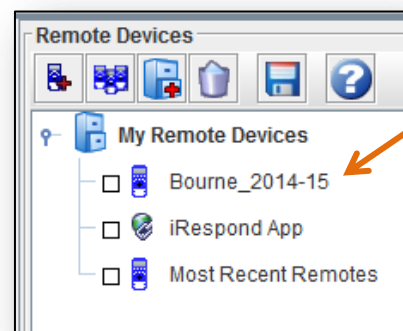 Remote Devices
My Remote Devices
Bourne_2014-15
iRespond App
Most Recent Remotes